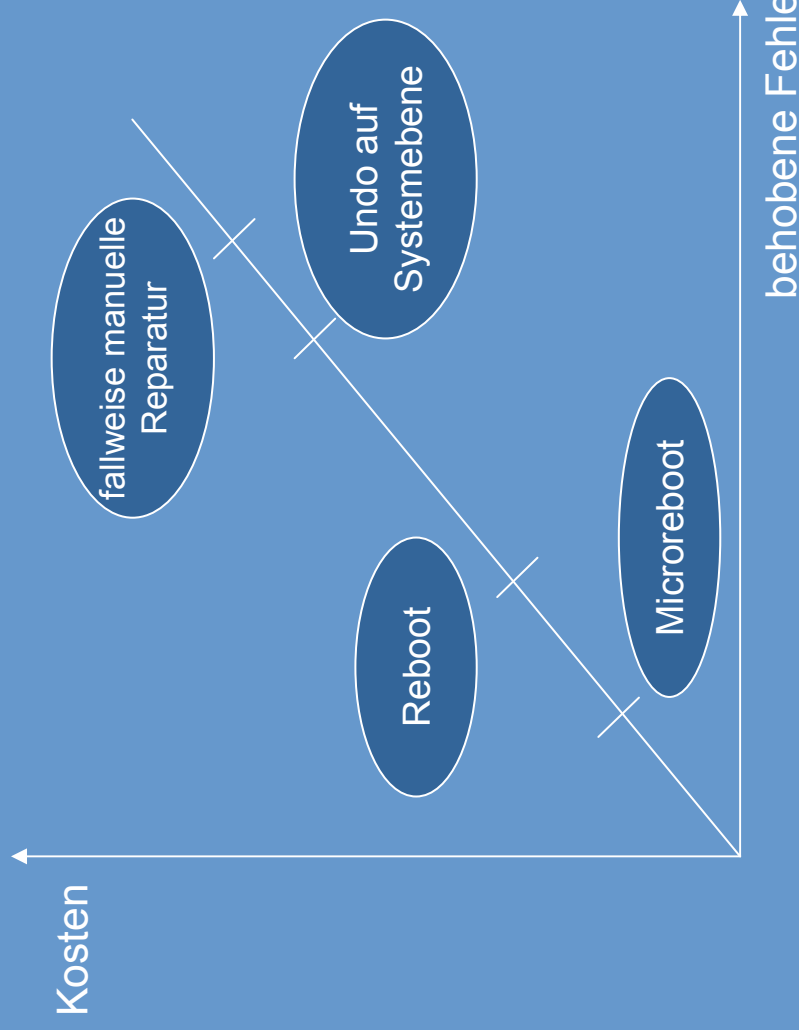 Kosten
fallweise manuelle
Reparatur
Undo auf
Systemebene
Reboot
Microreboot
behobene Fehle